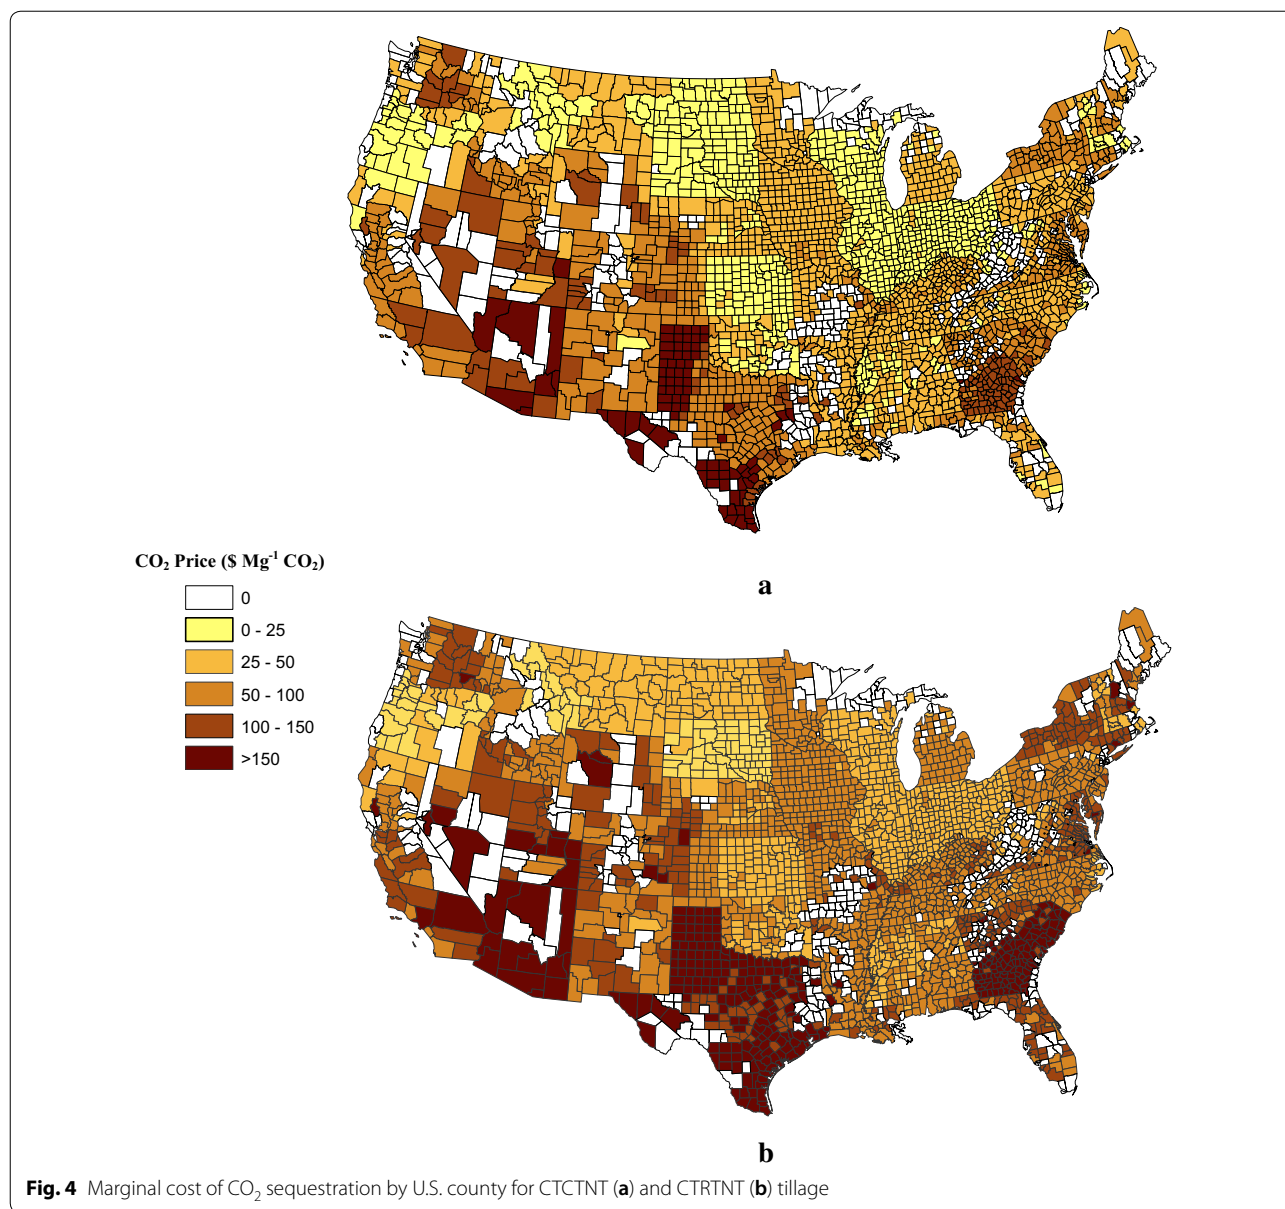 a
CO₂ Price ($ Mg⁻¹ CO₂)
0
0 - 25
25 - 50
50 - 100
100 - 150
>150
b
Fig. 4 Marginal cost of CO₂ sequestration by U.S. county for CTCTNT (a) and CTRTNT (b) tillage